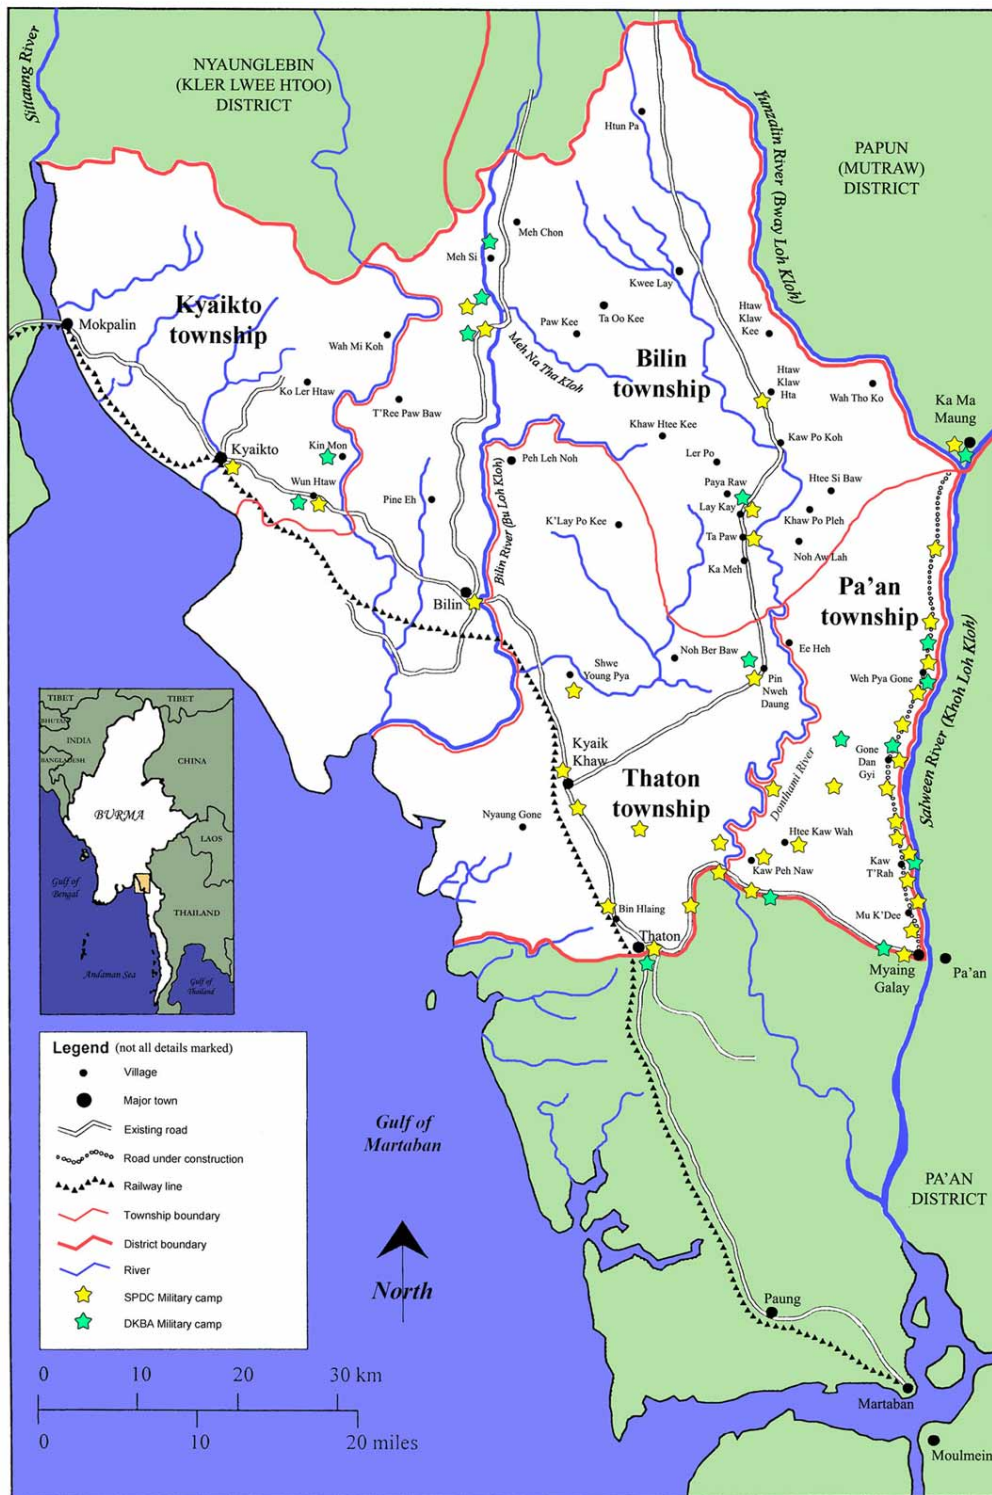 Sittaung River
NYAUNGLEBIN
(KLER LWEE HTOO)
DISTRICT
Htun Pa
Yunzalin River (Bway Loh Kloh)
PAPUN
(MUTRAW)
DISTRICT
Meh Chon
Meh Si
Kwee Lay
Kyaikto
township
Mokpalin
Wah Mi Koh
Paw Kee
Ta Oo Kee
Htaw
Klaw
Kee
Meh Na Tha Kloh
Bilin
township
Ko Ler Htaw
T'Ree Paw Baw
Htaw
Klaw
Hta
Wah Tho Ko
Ka Ma
Maung
Khaw Htee Kee
Kaw Po Koh
Kyaikto
Kin Mon
Peh Leh Noh
Ler Po
Wun Htaw
Pine Eh
Bilin River (Bu Loh Kloh)
Paya Raw
Htee Si Baw
Lay Kay
K'Lay Po Kee
Khaw Po Pleh
Ta Paw
Noh Aw Lah
Ka Meh
Pa'an
township
Bilin
Salween River (Khoh Loh Kloh)
Noh Ber Baw
Ee Heh
Shwe
Young Pya
Pin
Nweh
Daung
Weh Pya Gone
Kyaik
Khaw
Gone
Dan
Gyi
Thaton
township
Donthami River
Nyaung Gone
Htee Kaw Wah
Kaw Peh Naw
Kaw
T'Rah
Bin Hlaing
Mu K'Dee
Thaton
Myaing
Galay
Pa'an
TIBET
TIBET
BHUTAN
INDIA
BANGLADESH
CHINA
BURMA
LAOS
Gulf of
Bengal
THAILAND
Andaman Sea
Gulf of
Thailand
Legend (not all details marked)
Village
Major town
Existing road
Road under construction
Railway line
Township boundary
District boundary
River
SPDC Military camp
DKBA Military camp
Gulf of
Martaban
PA'AN
DISTRICT
North
Paung
Martaban
Moulmein
0 10 20 30 km
0 10 20 miles